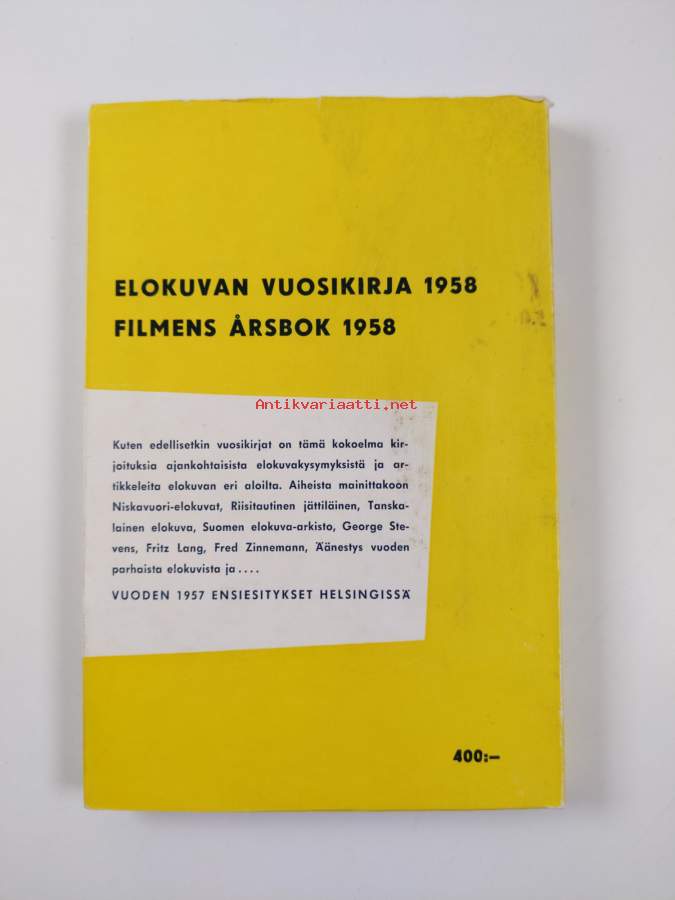 ELOKUVAN VUOSIKIRJA 1958
FILMENS ÅRSBOK 1958
Antikvariaatti.net
Kuten edellisetkin vuosikirjat on tämä kokoelma kir-
joituksia ajankohtaisista elokuvakysymyksistä ja ar-
tikkeleita elokuvan eri aloilta. Aiheista mainittakoon
Niskavuori-elokuvat, Riisitautinen jättiläinen, Tanska-
lainen elokuva, Suomen elokuva-arkisto, George Ste-
vens, Fritz Lang, Fred Zinnemann, Äänestys vuoden
parhaista elokuvista ja....
VUODEN 1957 ENSIESITYKSET HELSINGISSÄ
400:—